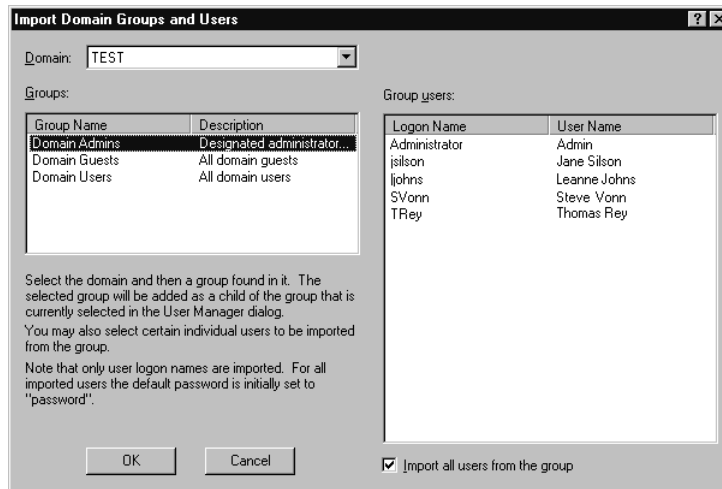 Import Domain Groups and Users
Domain: TEST
Groups:
Group Name Description
Domain Admins Designated administrator...
Domain Guests All domain guests
Domain Users All domain users
Select the domain and then a group found in it. The
selected group will be added as a child of the group that is
currently selected in the User Manager dialog.
You may also select certain individual users to be imported
from the group.
Note that only user logon names are imported. For all
imported users the default password is initially set to
"password".
OK Cancel
Group users:
Logon Name User Name
Administrator Admin
jsilson Jane Silson
ljohns Leanne Johns
SVonn Steve Vonn
TRey Thomas Rey
Import all users from the group